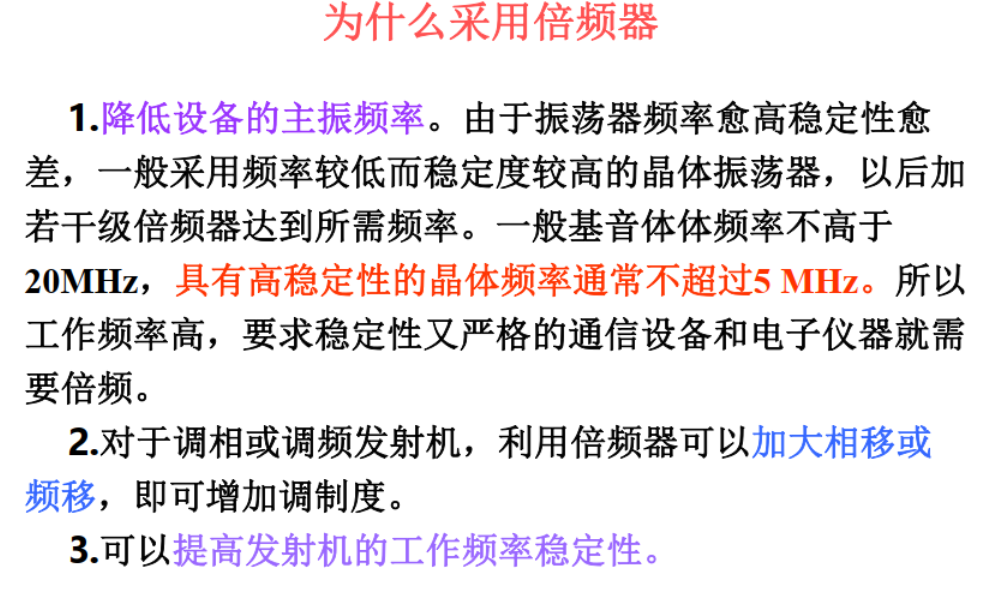 为什么采用倍频器
1.降低设备的主振频率。由于振荡器频率愈高稳定性愈
差，一般采用频率较低而稳定度较高的晶体振荡器，以后加
若干级倍频器达到所需频率。一般基音体体频率不高于
20MHz，具有高稳定性的晶体频率通常不超过5 MHz。所以
工作频率高，要求稳定性又严格的通信设备和电子仪器就需
要倍频。
2.对于调相或调频发射机，利用倍频器可以加大相移或
频移，即可增加调制度。
3.可以提高发射机的工作频率稳定性。